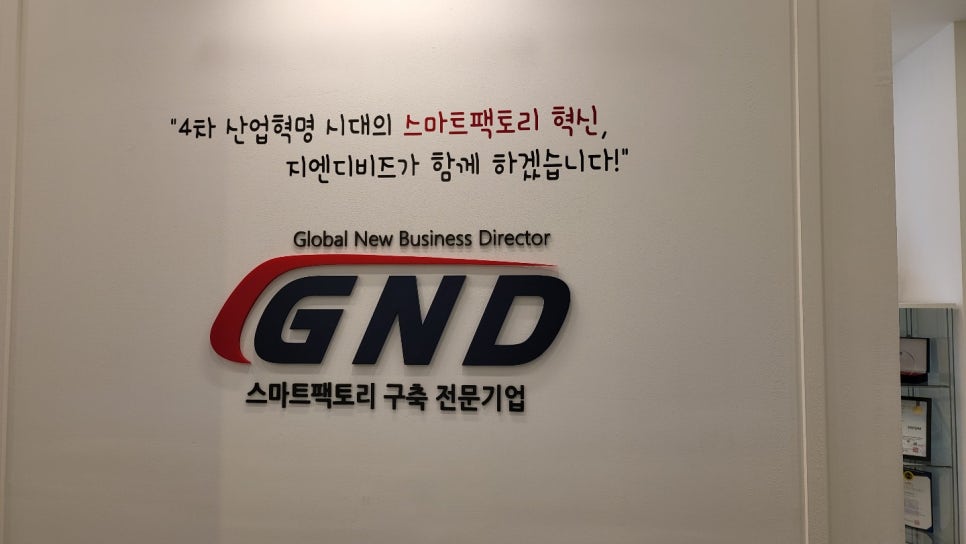 "4차 산업혁명 시대의 스마트팩토리 혁신,
지엔디비즈가 함께 하겠습니다!"
Global New Business Director
GND
스마트팩토리 구축 전문기업